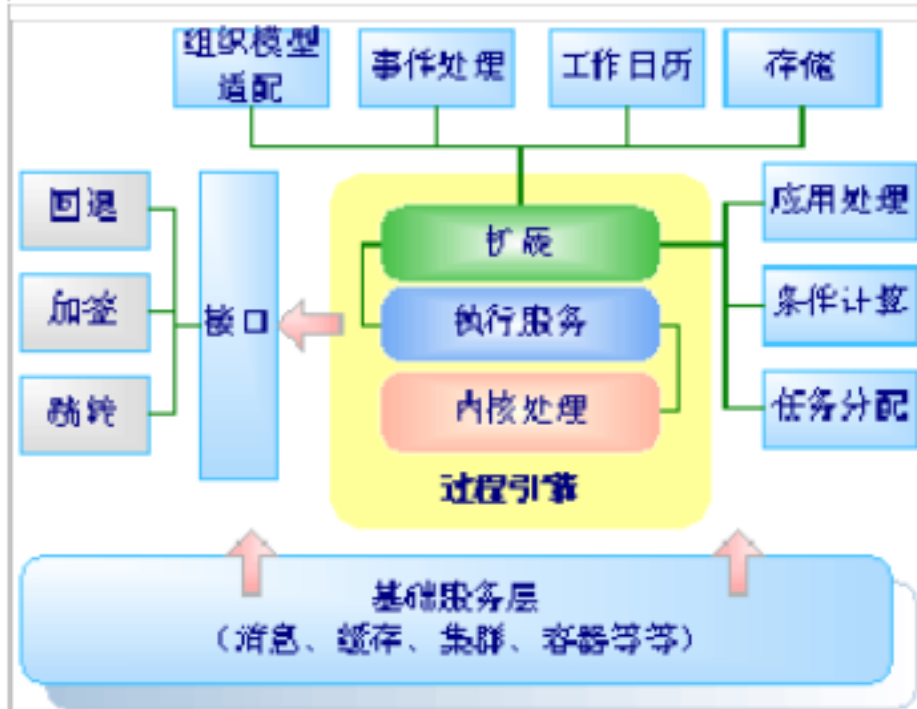 组织模型
适配
事件处理
工作日历
存储
回退
加签
跳转
接口
扩展
执行服务
内核处理
过程引擎
应用处理
条件计算
任务分配
基础服务层
（消息、缓存、集群、容器等等）